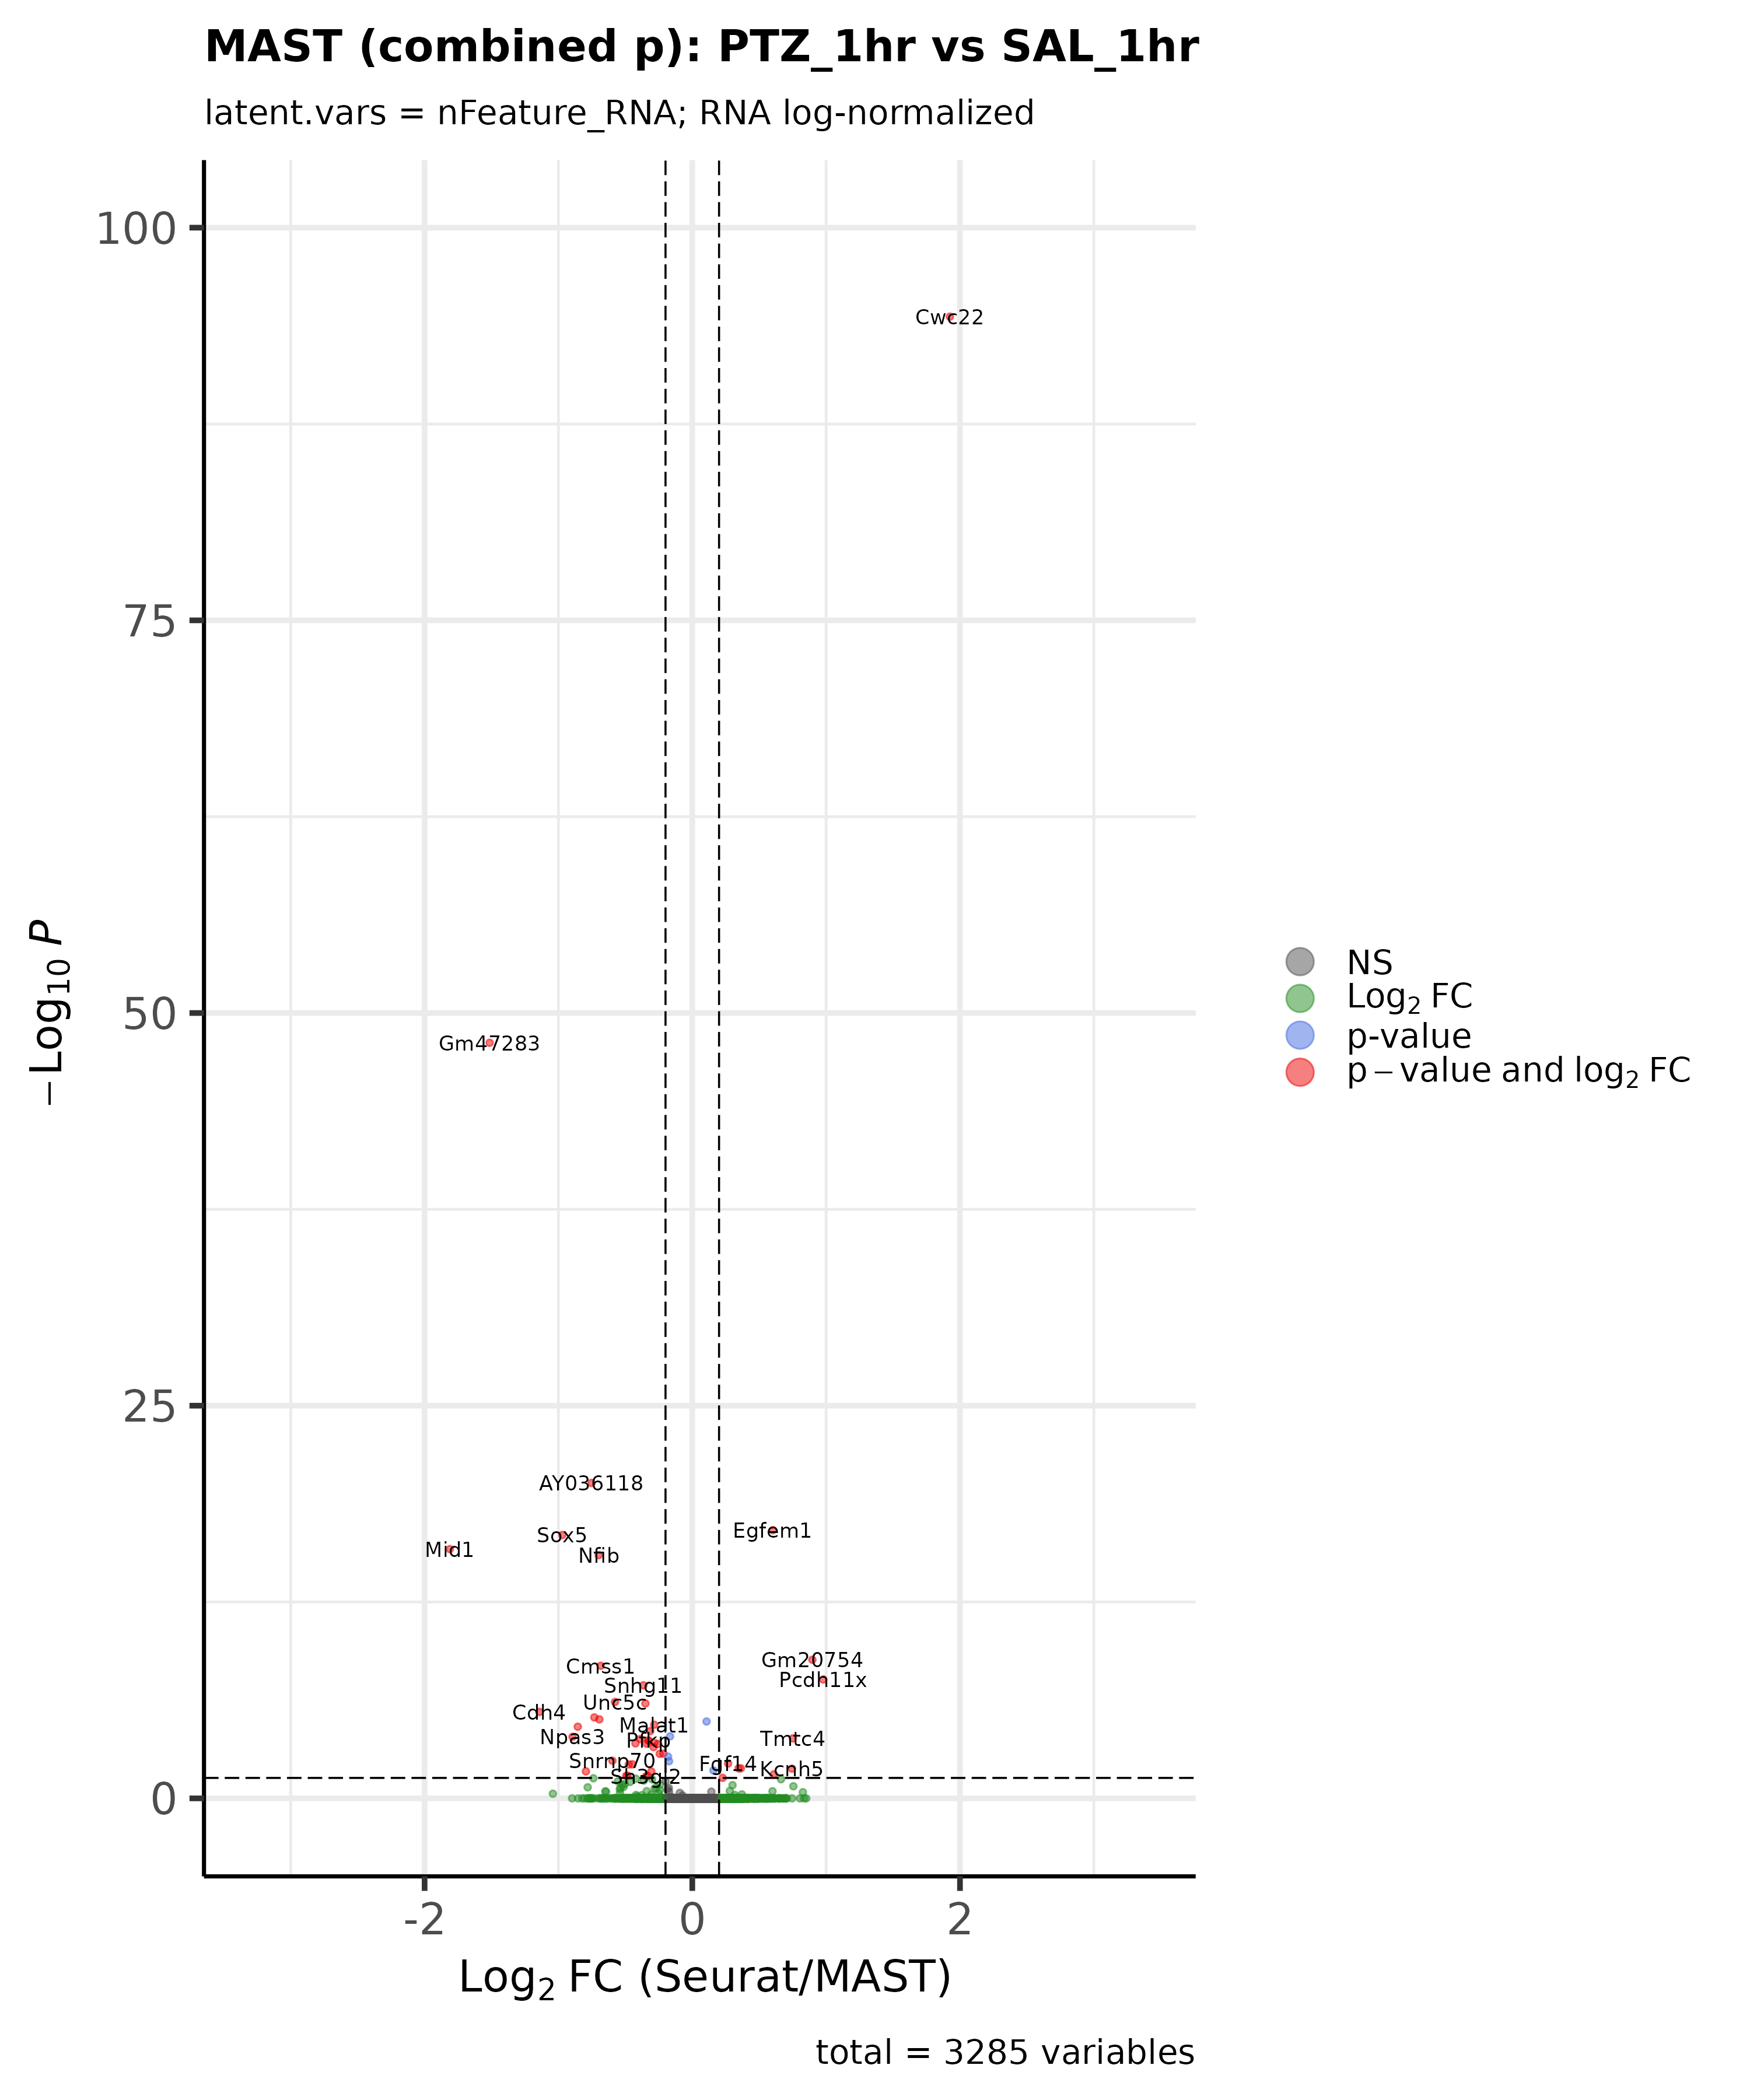 MAST (combined p): PTZ_1hr vs SAL_1hr
latent.vars = nFeature_RNA; RNA log-normalized
−Log₁₀ P
100
75
50
25
0
Cwc22
Gm47283
AY036118
Egfem1
Sox5
Mid1
Nfib
Gm20754
Cmss1
Pcdh11x
Snhg11
Unc5c
Cdh4
Malat1
Npas3
Pfkp
Tmtc4
Snrnp70
Fgf14
Kcnh5
Sh3gl2
NS
Log₂ FC
p-value
p − value and log₂ FC
-2
0
2
Log₂ FC (Seurat/MAST)
total = 3285 variables